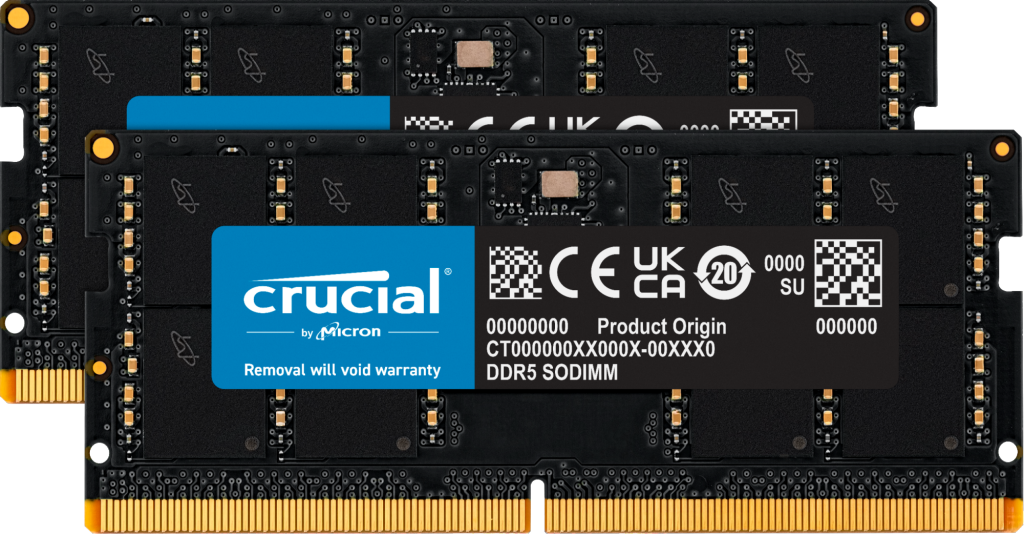 crucial®
by Micron
Removal will void warranty
CE UK CA 20 0000 SU
00000000 Product Origin 000000
CT000000XX000X-00XXX0
DDR5 SODIMM